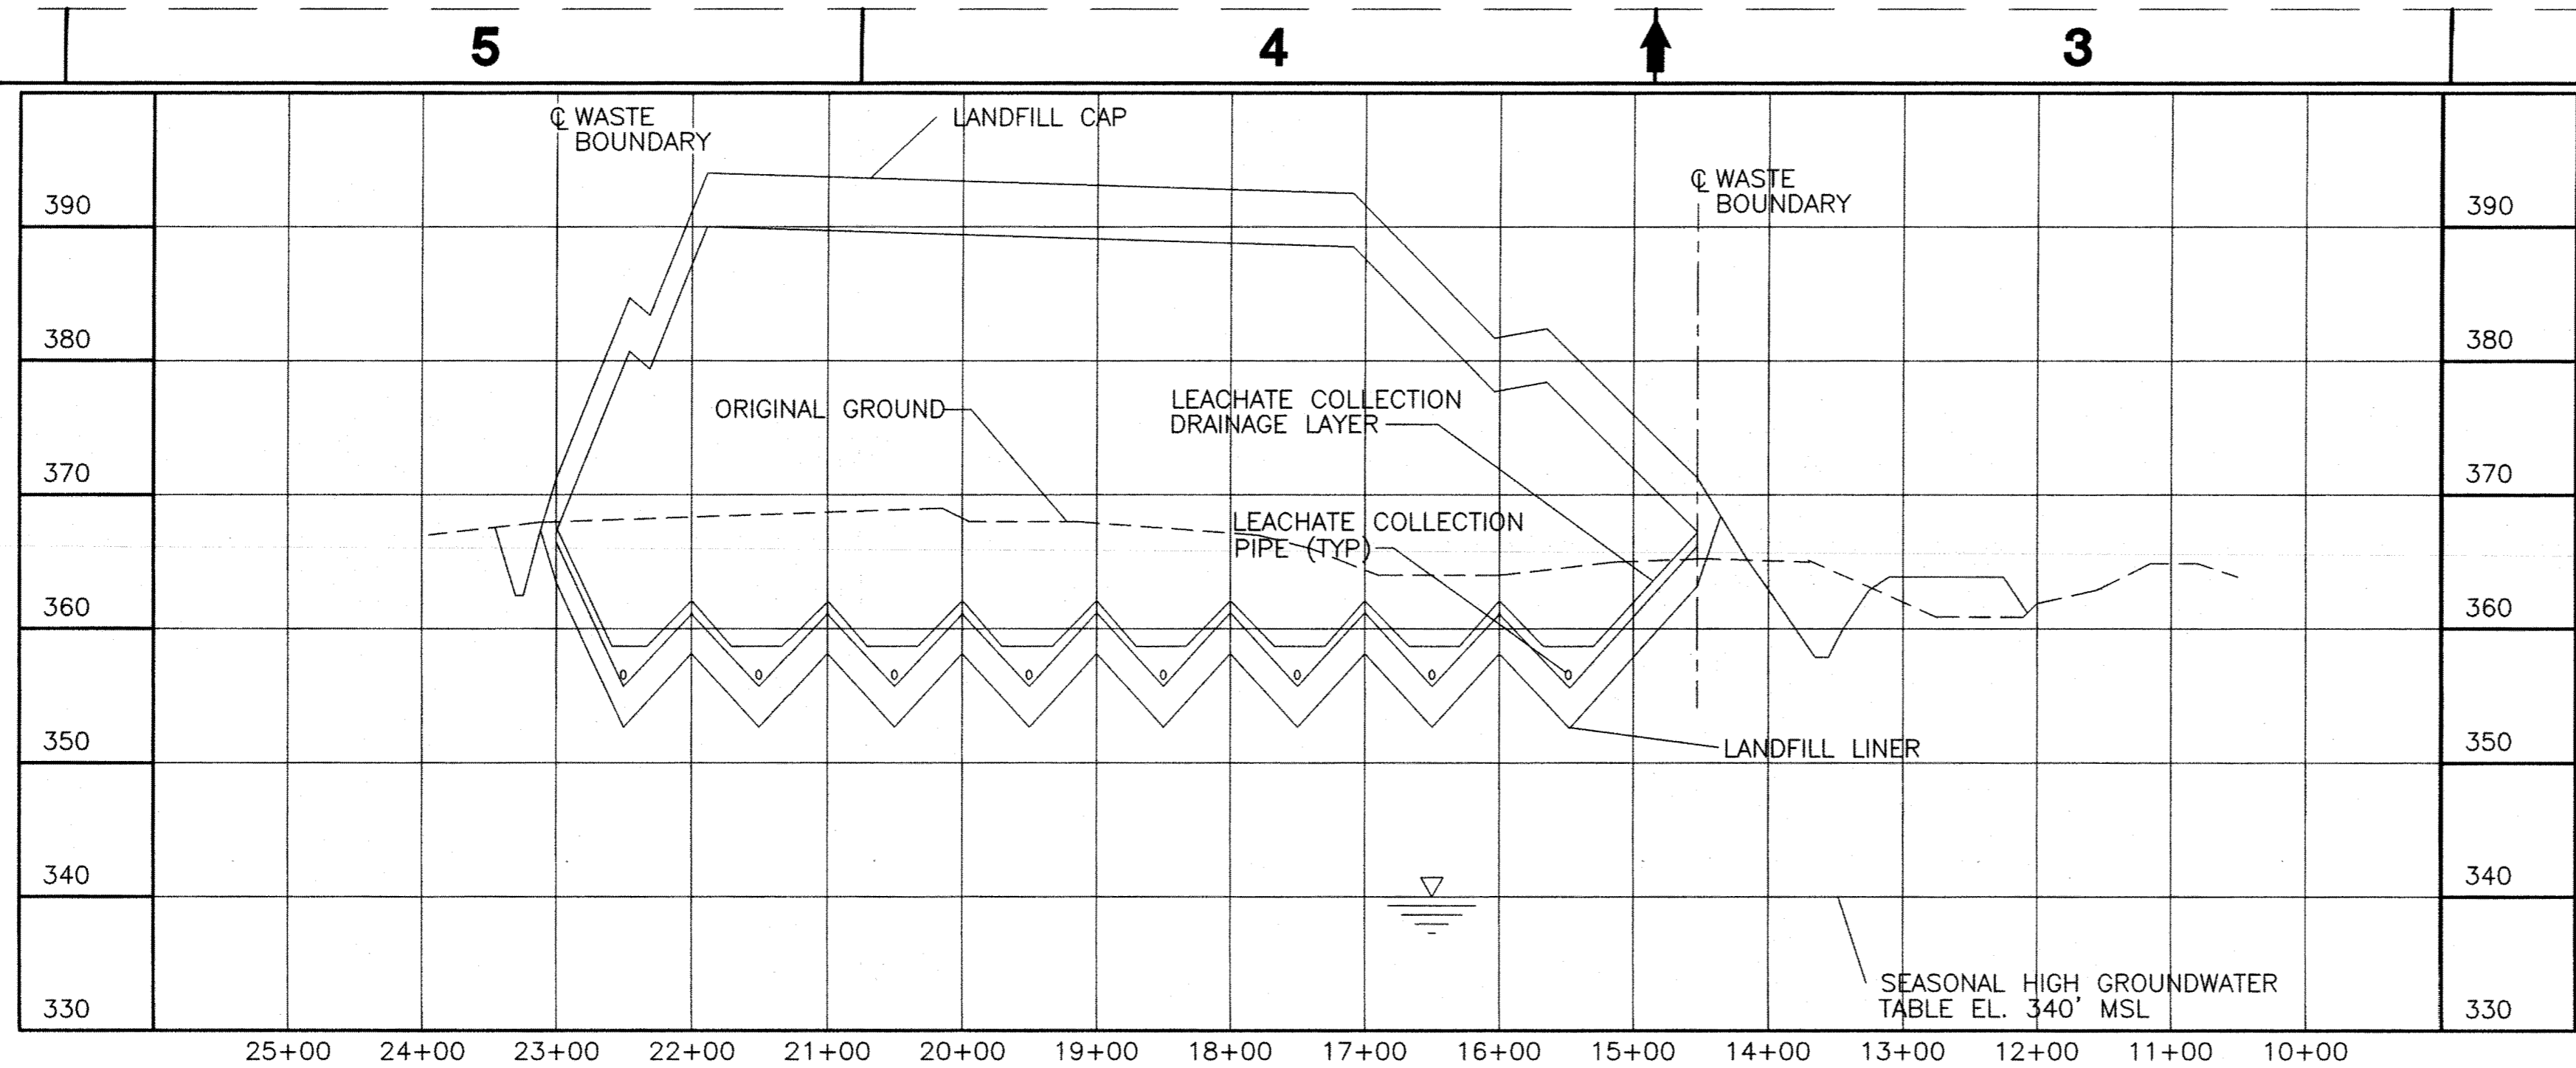 5 4 3
℄ WASTE
BOUNDARY
LANDFILL CAP
℄ WASTE
BOUNDARY
390 390
380 380
ORIGINAL GROUND
LEACHATE COLLECTION
DRAINAGE LAYER
370 370
LEACHATE COLLECTION
PIPE (TYP)
360 360
350 350
LANDFILL LINER
340 340
SEASONAL HIGH GROUNDWATER
TABLE EL. 340' MSL
330 330
25+00 24+00 23+00 22+00 21+00 20+00 19+00 18+00 17+00 16+00 15+00 14+00 13+00 12+00 11+00 10+00